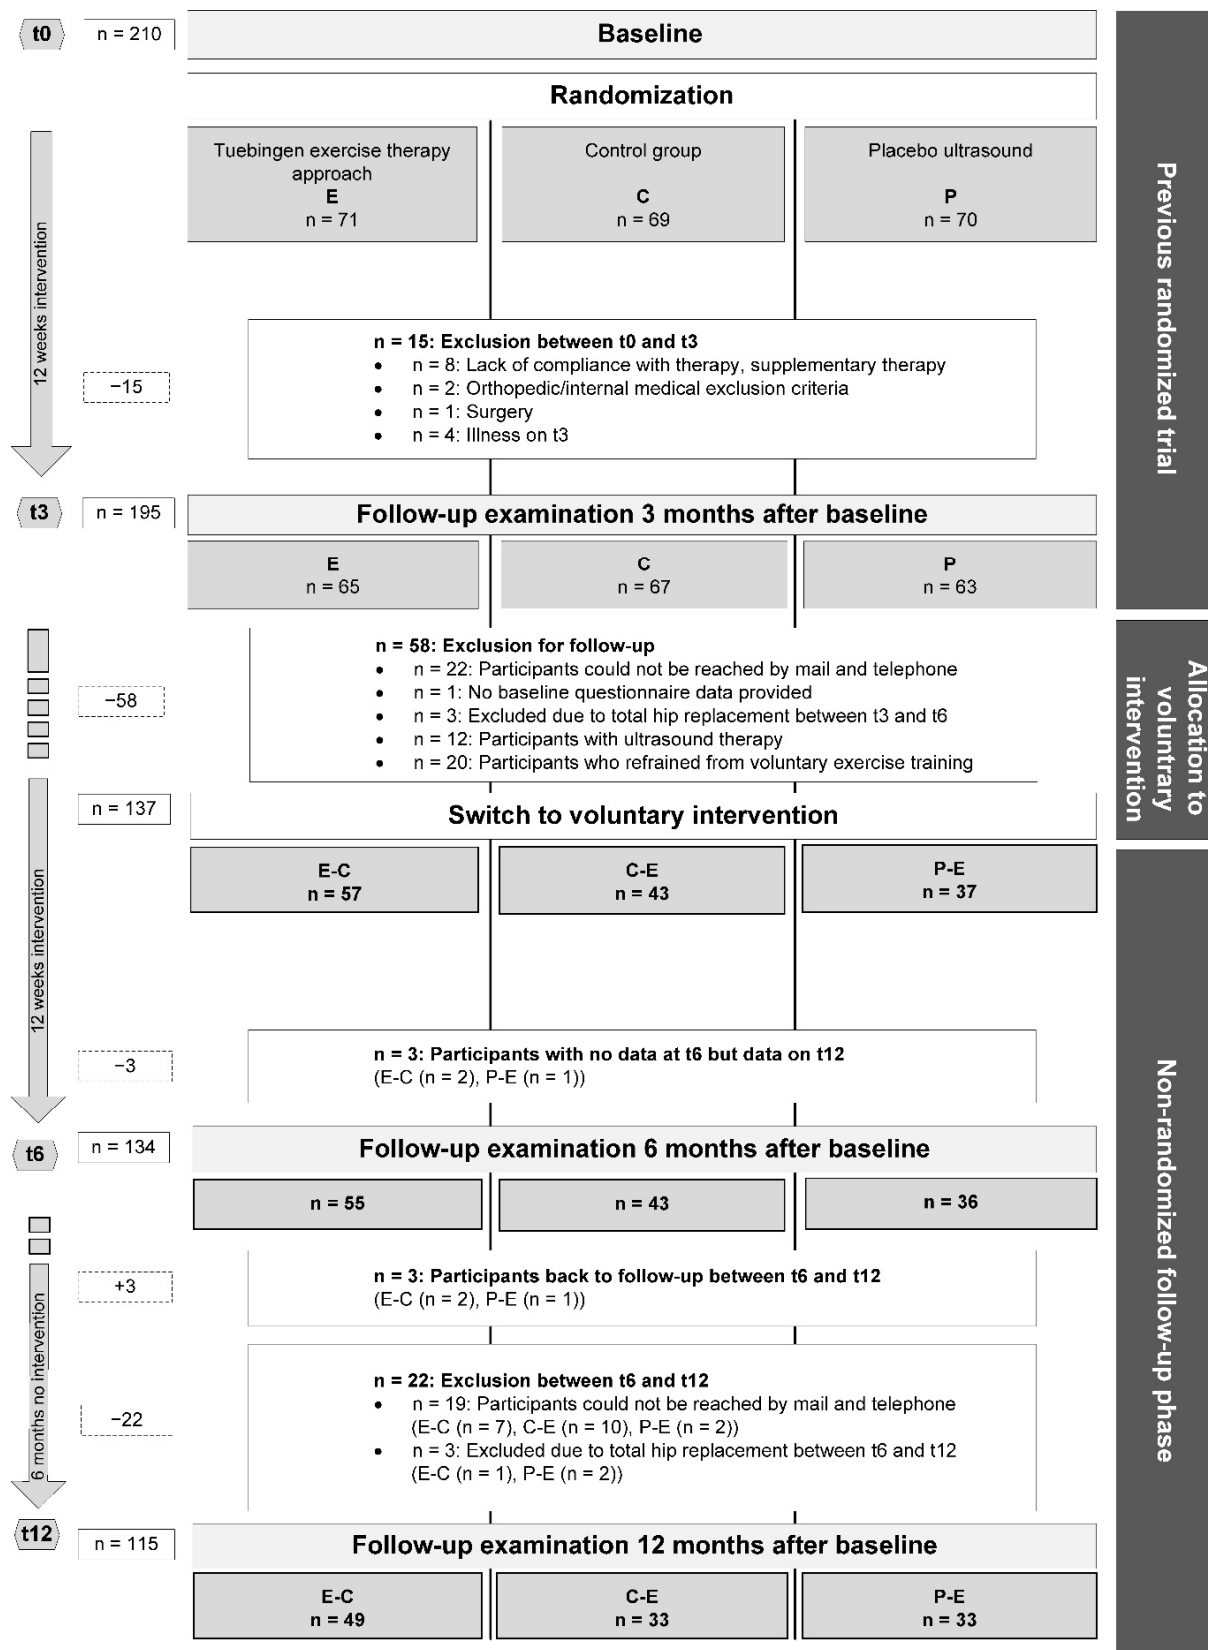 t0
n = 210
Baseline
Randomization
Tuebingen exercise therapy
approach
E
n = 71
Control group
C
n = 69
Placebo ultrasound
P
n = 70
12 weeks intervention
Previous randomized trial
n = 15: Exclusion between t0 and t3
• n = 8: Lack of compliance with therapy, supplementary therapy
• n = 2: Orthopedic/internal medical exclusion criteria
• n = 1: Surgery
• n = 4: Illness on t3
−15
t3
n = 195
Follow-up examination 3 months after baseline
E
n = 65
C
n = 67
P
n = 63
n = 58: Exclusion for follow-up
• n = 22: Participants could not be reached by mail and telephone
• n = 1: No baseline questionnaire data provided
• n = 3: Excluded due to total hip replacement between t3 and t6
• n = 12: Participants with ultrasound therapy
• n = 20: Participants who refrained from voluntary exercise training
−58
Allocation to
voluntrary
intervention
n = 137
Switch to voluntary intervention
E-C
n = 57
C-E
n = 43
P-E
n = 37
12 weeks intervention
Non-randomized follow-up phase
n = 3: Participants with no data at t6 but data on t12
(E-C (n = 2), P-E (n = 1))
−3
t6
n = 134
Follow-up examination 6 months after baseline
n = 55
n = 43
n = 36
+3
n = 3: Participants back to follow-up between t6 and t12
(E-C (n = 2), P-E (n = 1))
6 months no intervention
n = 22: Exclusion between t6 and t12
• n = 19: Participants could not be reached by mail and telephone
(E-C (n = 7), C-E (n = 10), P-E (n = 2))
• n = 3: Excluded due to total hip replacement between t6 and t12
(E-C (n = 1), P-E (n = 2))
−22
t12
n = 115
Follow-up examination 12 months after baseline
E-C
n = 49
C-E
n = 33
P-E
n = 33